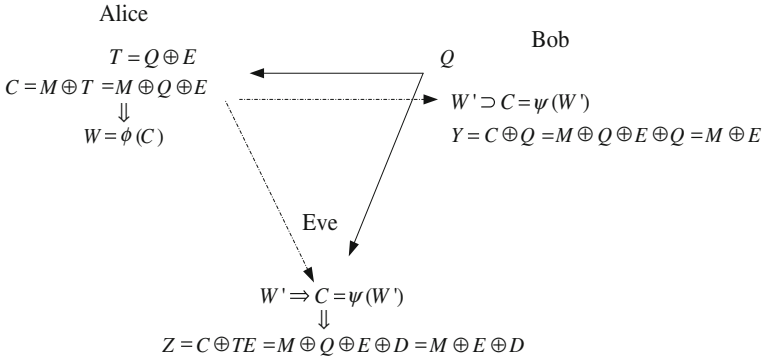 Alice
T = Q ⊕ E
C = M ⊕ T = M ⊕ Q ⊕ E
⇓
W = ϕ (C)
Q
Bob
W ' ⊃ C = ψ (W ')
Y = C ⊕ Q = M ⊕ Q ⊕ E ⊕ Q = M ⊕ E
Eve
W ' ⇒ C = ψ (W ')
⇓
Z = C ⊕ TE = M ⊕ Q ⊕ E ⊕ D = M ⊕ E ⊕ D